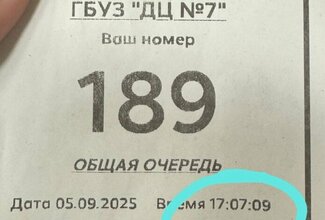 ГБУЗ "ДЦ №7"
Ваш номер
189
ОБЩАЯ ОЧЕРЕДЬ
Дата 05.09.2025 Время 17:07:09